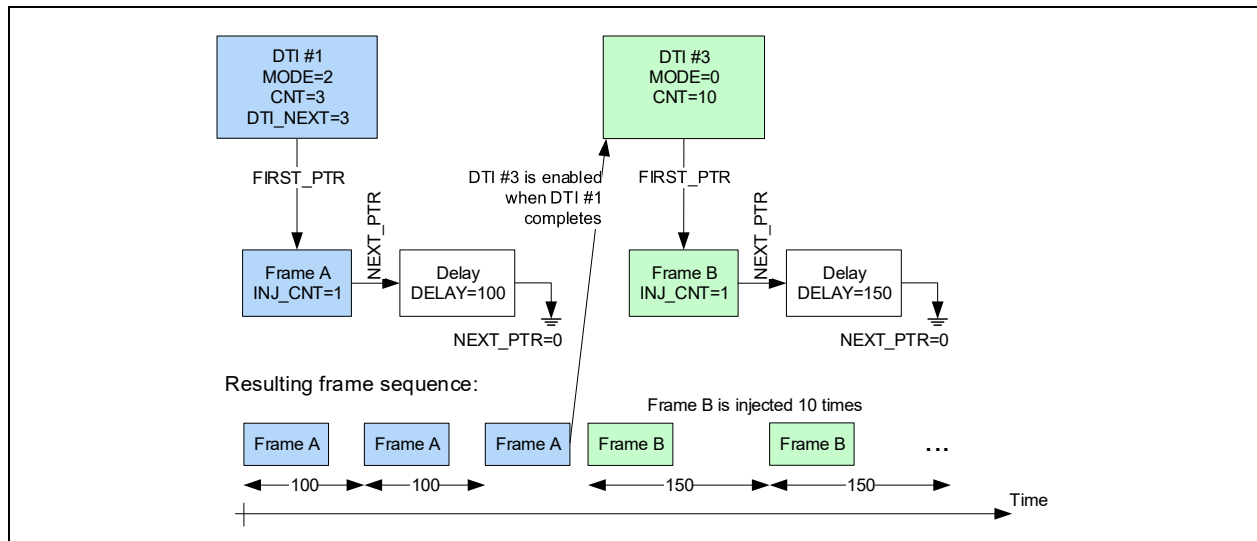 DTI #1
MODE=2
CNT=3
DTI_NEXT=3
DTI #3
MODE=0
CNT=10
FIRST_PTR
DTI #3 is enabled
when DTI #1
completes
FIRST_PTR
NEXT_PTR
NEXT_PTR
Frame A
INJ_CNT=1
Delay
DELAY=100
Frame B
INJ_CNT=1
Delay
DELAY=150
NEXT_PTR=0
NEXT_PTR=0
Resulting frame sequence:
Frame B is injected 10 times
Frame A
Frame A
Frame A
Frame B
Frame B
...
100
100
150
150
Time